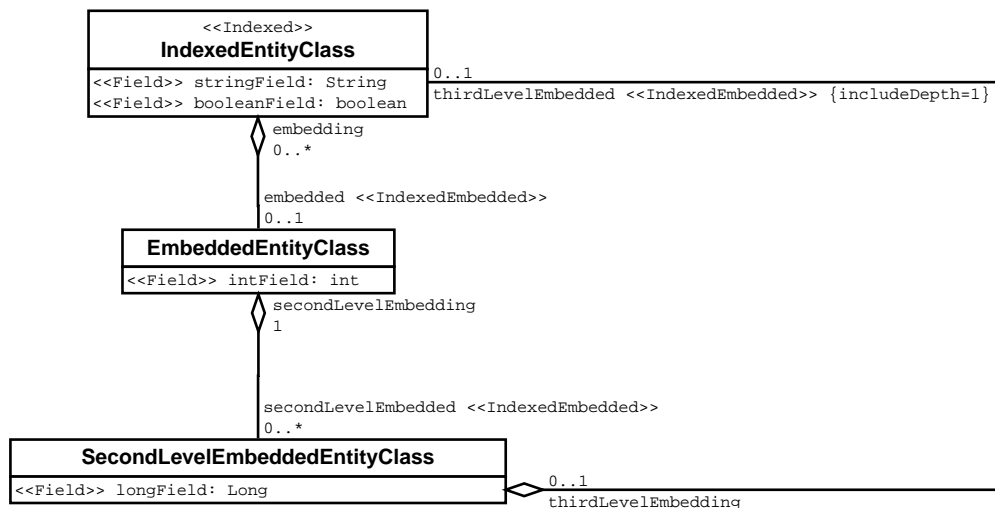 <<Indexed>>
IndexedEntityClass
<<Field>> stringField: String
<<Field>> booleanField: boolean
0..1
thirdLevelEmbedded <<IndexedEmbedded>> {includeDepth=1}
embedding
0..*
embedded <<IndexedEmbedded>>
0..1
EmbeddedEntityClass
<<Field>> intField: int
secondLevelEmbedding
1
secondLevelEmbedded <<IndexedEmbedded>>
0..*
SecondLevelEmbeddedEntityClass
<<Field>> longField: Long
0..1
thirdLevelEmbedding